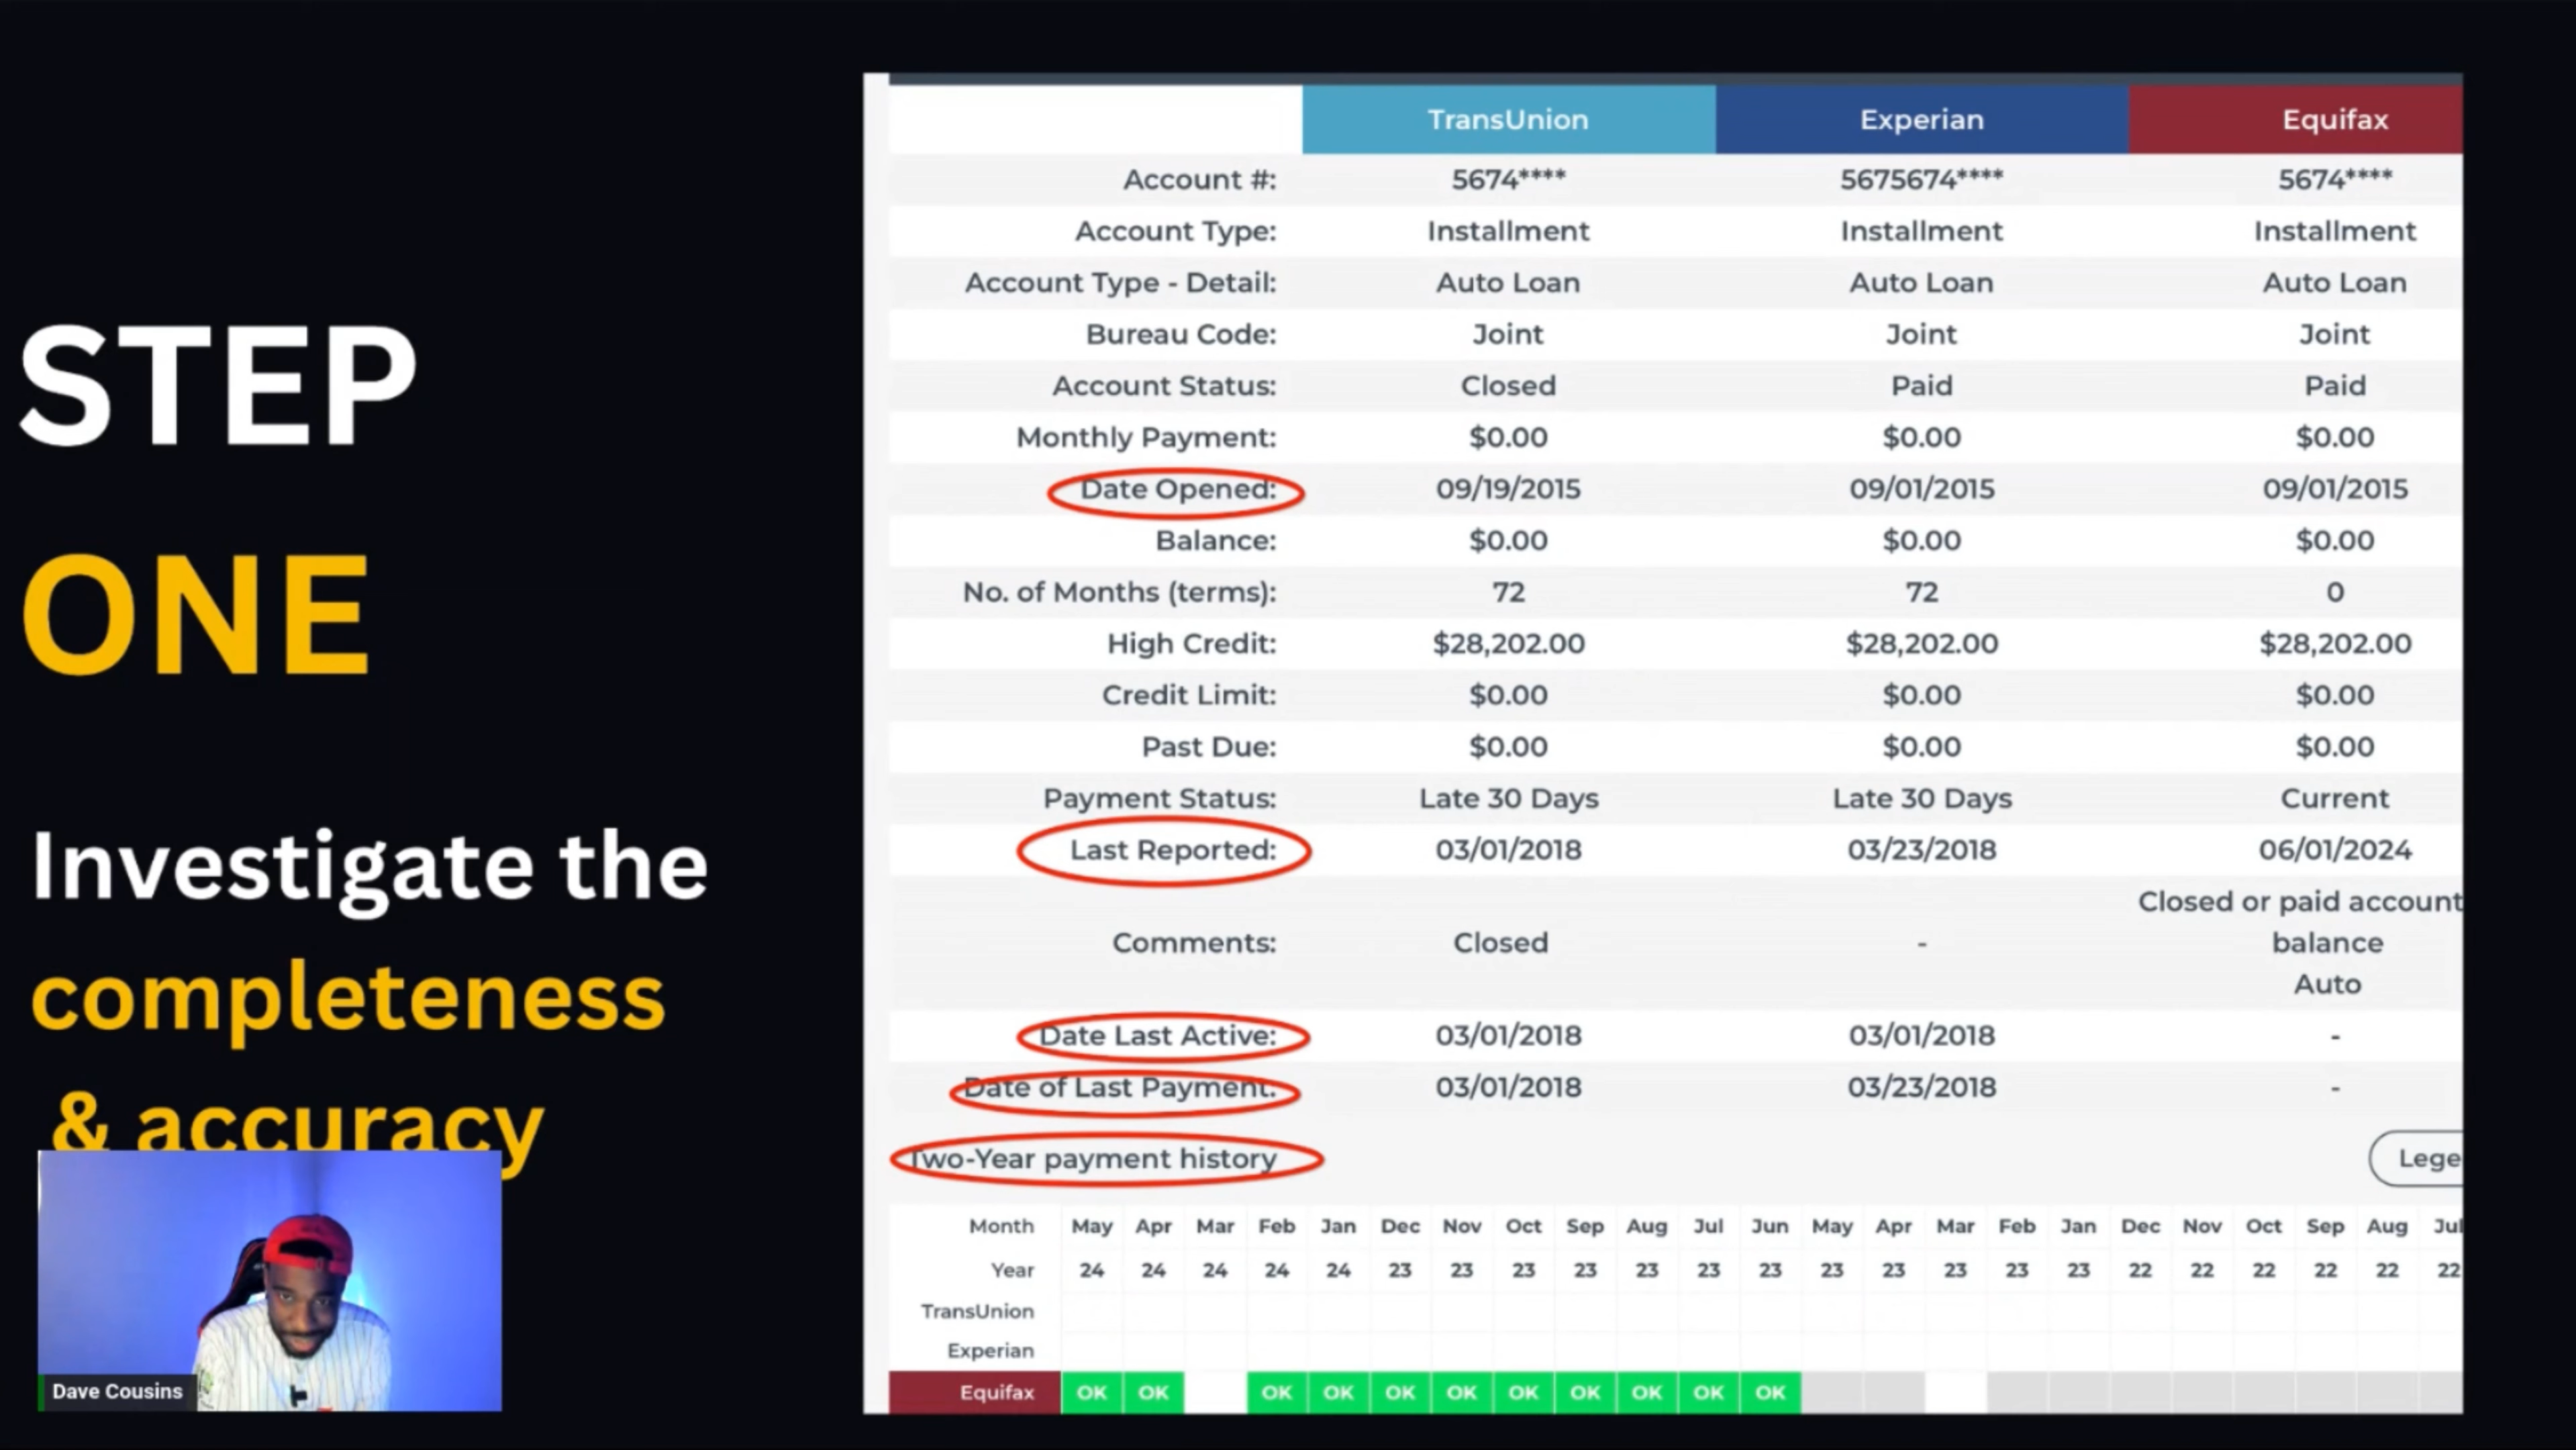 STEP
ONE
Investigate the
completeness
& accuracy
Dave Cousins
TransUnion Experian Equifax
Account #: 5674**** 5675674**** 5674****
Account Type: Installment Installment Installment
Account Type - Detail: Auto Loan Auto Loan Auto Loan
Bureau Code: Joint Joint Joint
Account Status: Closed Paid Paid
Monthly Payment: $0.00 $0.00 $0.00
Date Opened: 09/19/2015 09/01/2015 09/01/2015
Balance: $0.00 $0.00 $0.00
No. of Months (terms): 72 72 0
High Credit: $28,202.00 $28,202.00 $28,202.00
Credit Limit: $0.00 $0.00 $0.00
Past Due: $0.00 $0.00 $0.00
Payment Status: Late 30 Days Late 30 Days Current
Last Reported: 03/01/2018 03/23/2018 06/01/2024
Closed or paid account
Comments: Closed - balance
Auto
Date Last Active: 03/01/2018 03/01/2018 -
Date of Last Payment: 03/01/2018 03/23/2018 -
Two-Year payment history Lege
Month May Apr Mar Feb Jan Dec Nov Oct Sep Aug Jul Jun May Apr Mar Feb Jan Dec Nov Oct Sep Aug Jul
Year 24 24 24 24 24 23 23 23 23 23 23 23 23 23 23 23 23 22 22 22 22 22 22
TransUnion
Experian
Equifax OK OK OK OK OK OK OK OK OK OK OK